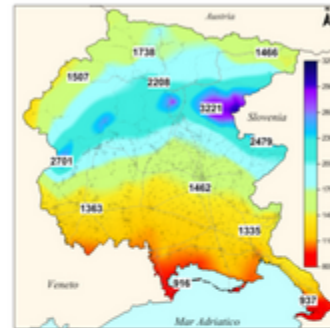 Austria
A
1738
1466
1507
2208
3221
Slovenia
2479
2701
1462
1363
1335
Veneto
916
937
Mar Adriatico